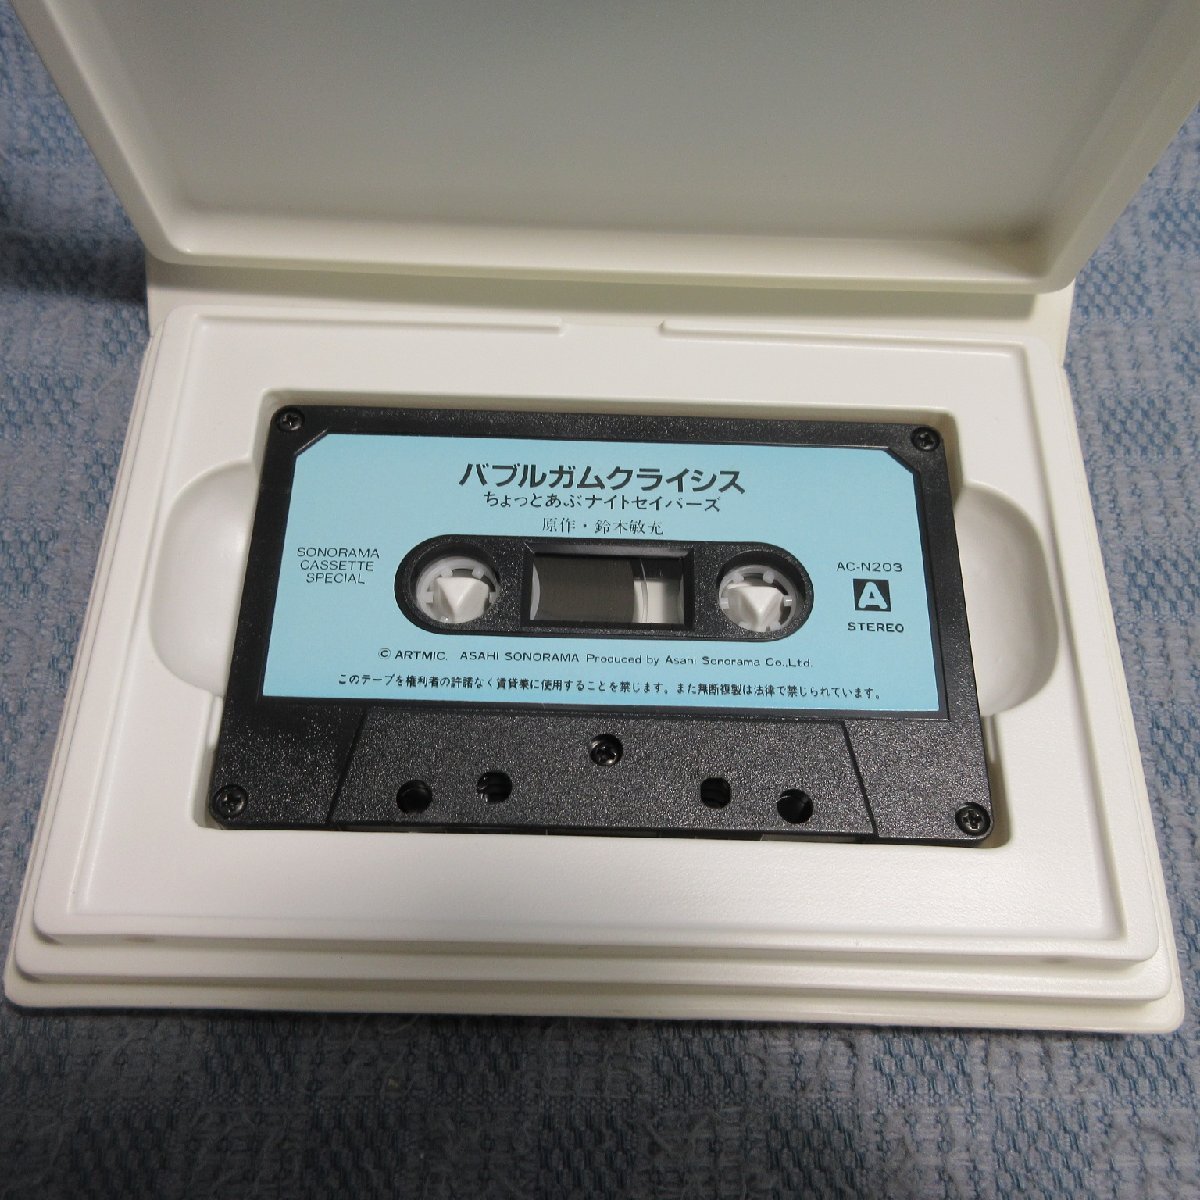 バブルガムクライシス
ちょっとあぶナイトセイバーズ
原作・鈴木敏充
SONORAMA
CASSETTE
SPECIAL
AC-N203
A
STEREO
© ARTMIC. ASAHI SONORAMA Produced by Asahi Sonorama Co.,Ltd.
このテープを権利者の許諾なく賃貸業に使用することを禁じます。また無断複製は法律で禁じられています。